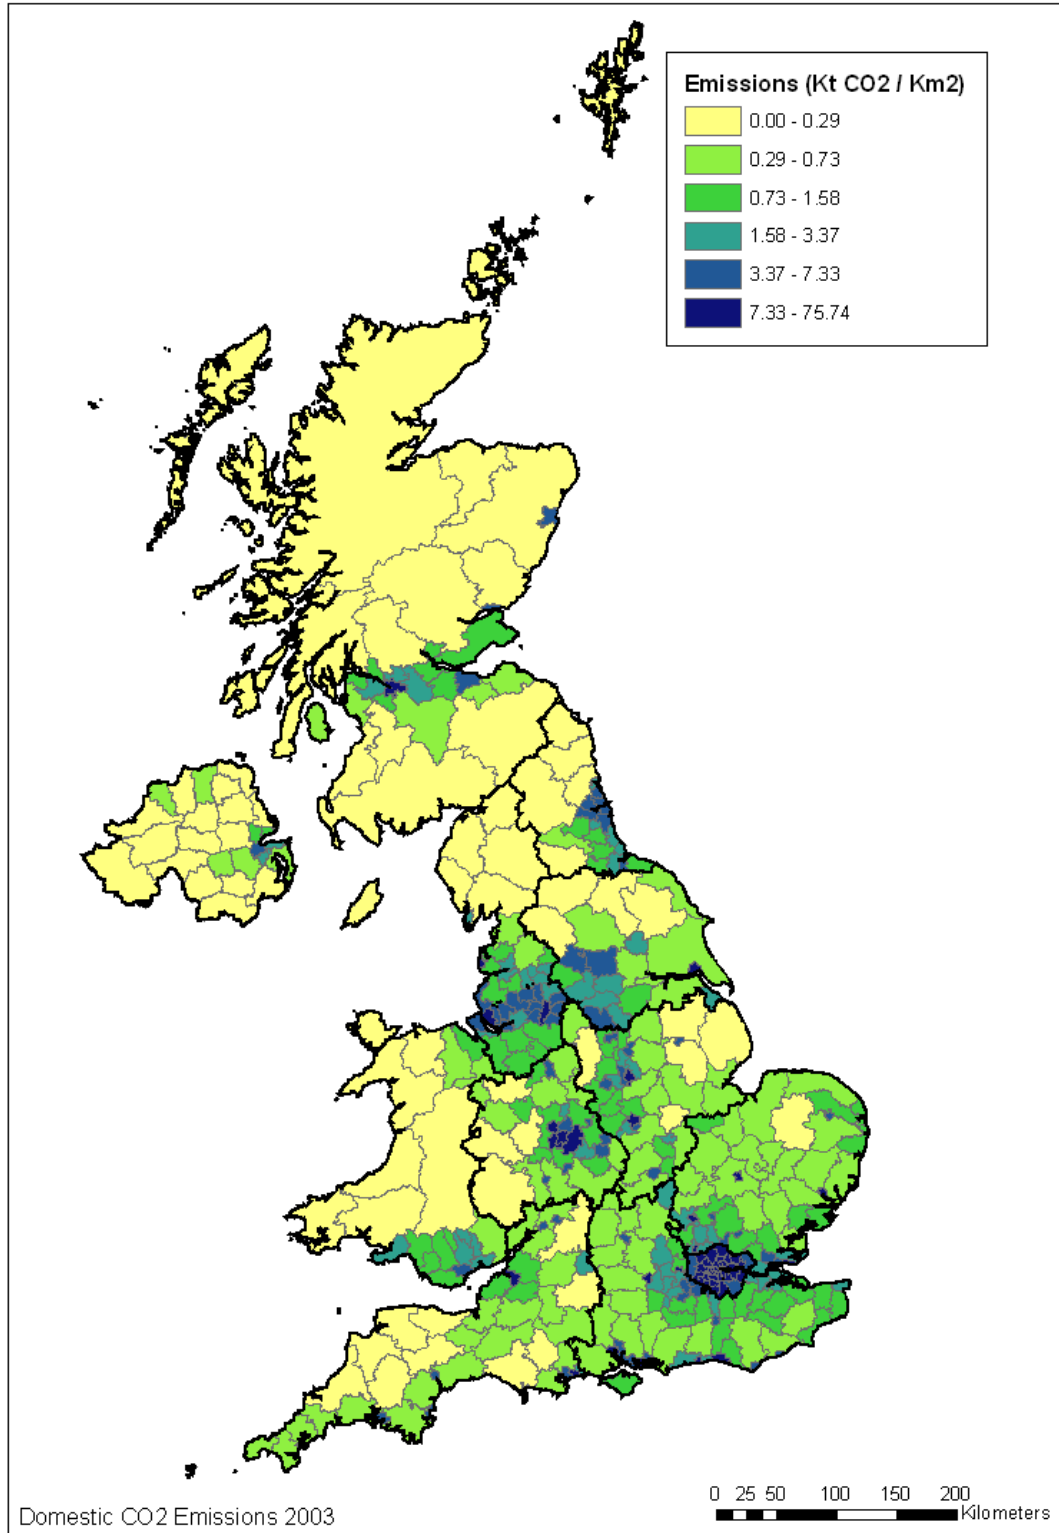 Emissions (Kt CO2 / Km2)
0.00 - 0.29
0.29 - 0.73
0.73 - 1.58
1.58 - 3.37
3.37 - 7.33
7.33 - 75.74
0 25 50 100 150 200
Kilometers
Domestic CO2 Emissions 2003